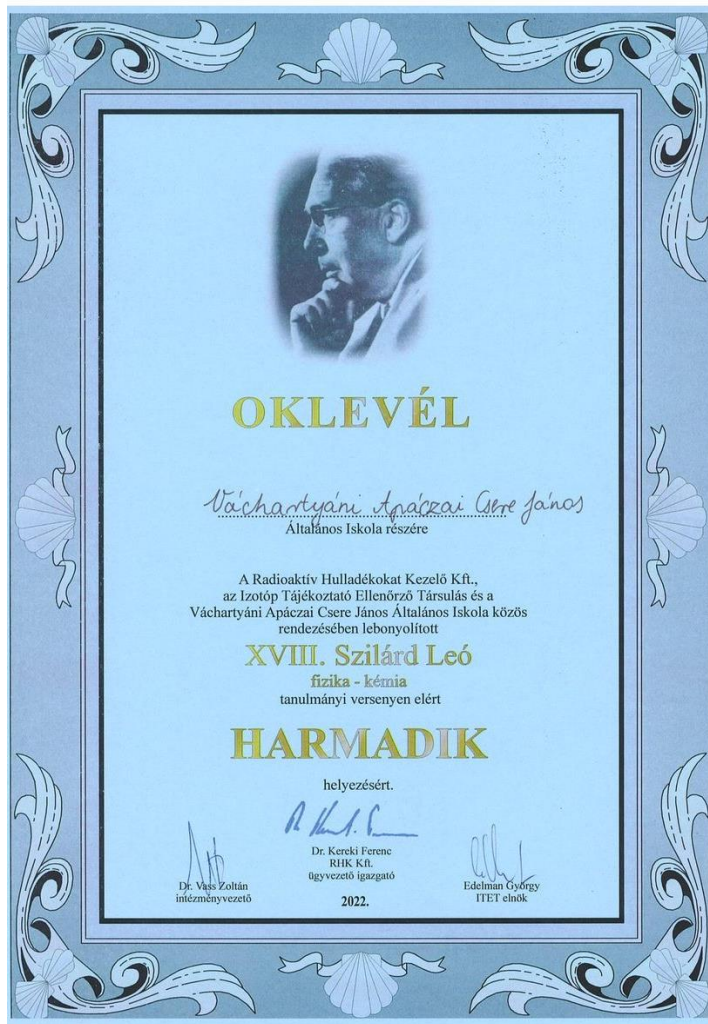 OKLEVÉL
Váchartyáni Apáczai Csere János
Általános Iskola részére
A Radioaktív Hulladékokat Kezelő Kft.,
az Izotóp Tájékoztató Ellenőrző Társulás és a
Váchartyáni Apáczai Csere János Általános Iskola közös
rendezésében lebonyolított
XVIII. Szilárd Leó
fizika - kémia
tanulmányi versenyen elért
HARMADIK
helyezésért.
Dr. Vass Zoltán
intézményvezető
Dr. Kereki Ferenc
RHK Kft.
ügyvezető igazgató
2022.
Edelman György
ITET elnök